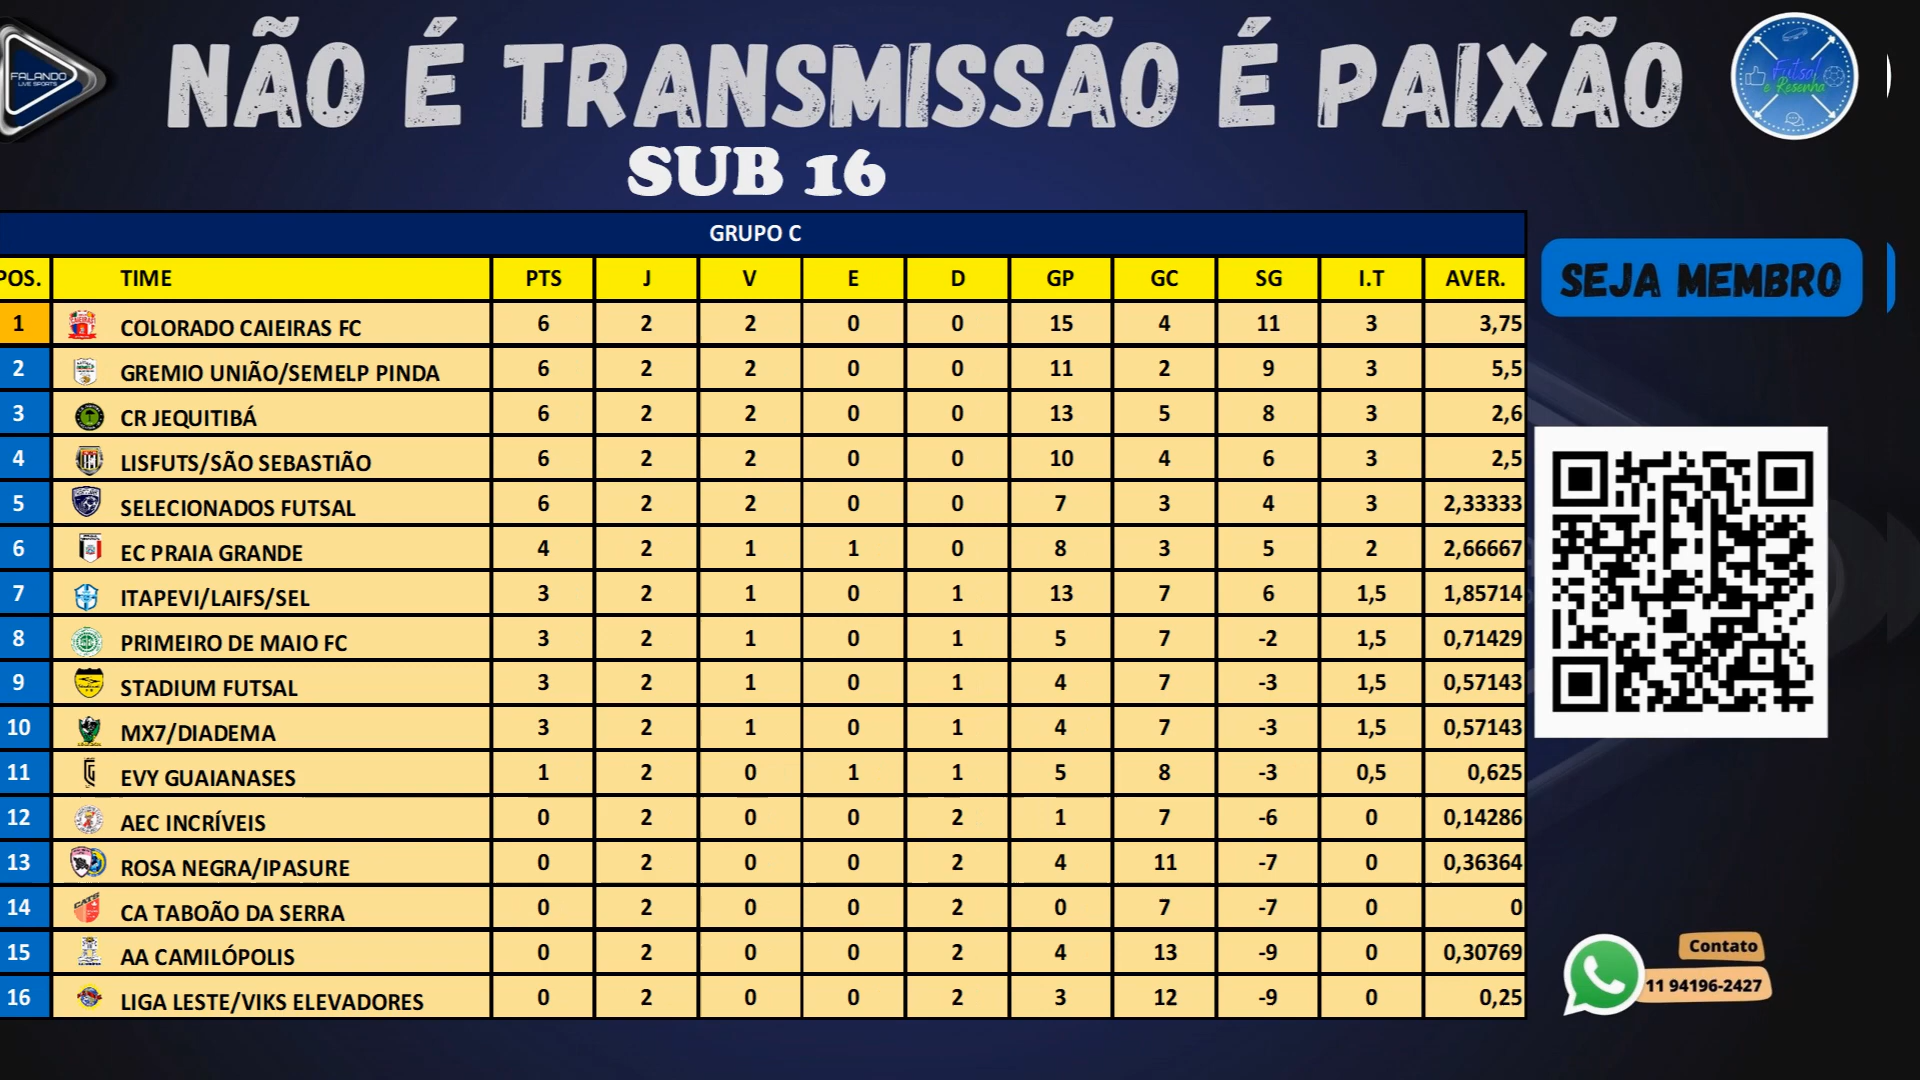 FALANDO
LIVE SPORTS
NÃO É TRANSMISSÃO É PAIXÃO
Futsal
e Resenha
SUB 16
GRUPO C
POS. TIME PTS J V E D GP GC SG I.T AVER.
1 COLORADO CAIEIRAS FC 6 2 2 0 0 15 4 11 3 3,75
2 GREMIO UNIÃO/SEMELP PINDA 6 2 2 0 0 11 2 9 3 5,5
3 CR JEQUITIBÁ 6 2 2 0 0 13 5 8 3 2,6
4 LISFUTS/SÃO SEBASTIÃO 6 2 2 0 0 10 4 6 3 2,5
5 SELECIONADOS FUTSAL 6 2 2 0 0 7 3 4 3 2,33333
6 EC PRAIA GRANDE 4 2 1 1 0 8 3 5 2 2,66667
7 ITAPEVI/LAIFS/SEL 3 2 1 0 1 13 7 6 1,5 1,85714
8 PRIMEIRO DE MAIO FC 3 2 1 0 1 5 7 -2 1,5 0,71429
9 STADIUM FUTSAL 3 2 1 0 1 4 7 -3 1,5 0,57143
10 MX7/DIADEMA 3 2 1 0 1 4 7 -3 1,5 0,57143
11 EVY GUAIANASES 1 2 0 1 1 5 8 -3 0,5 0,625
12 AEC INCRÍVEIS 0 2 0 0 2 1 7 -6 0 0,14286
13 ROSA NEGRA/IPASURE 0 2 0 0 2 4 11 -7 0 0,36364
14 CA TABOÃO DA SERRA 0 2 0 0 2 0 7 -7 0 0
15 AA CAMILÓPOLIS 0 2 0 0 2 4 13 -9 0 0,30769
16 LIGA LESTE/VIKS ELEVADORES 0 2 0 0 2 3 12 -9 0 0,25
SEJA MEMBRO
Contato
11 94196-2427